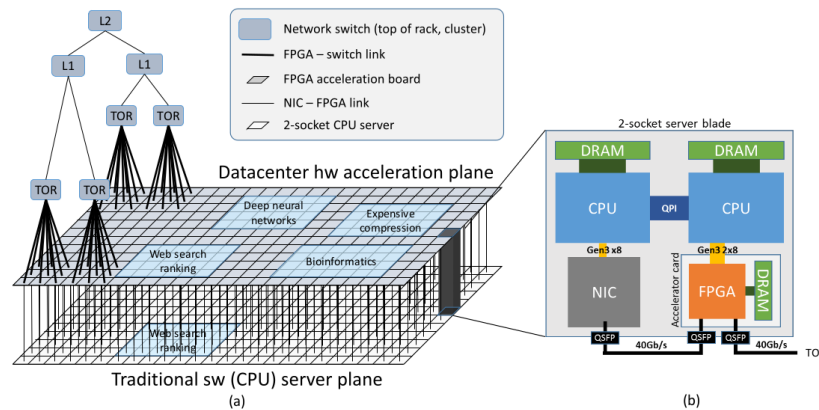 L2
L1
L1
TOR
TOR
TOR
TOR
Network switch (top of rack, cluster)
FPGA – switch link
FPGA acceleration board
NIC – FPGA link
2-socket CPU server
Datacenter hw acceleration plane
Deep neural
networks
Expensive
compression
Web search
ranking
Bioinformatics
Web search
ranking
Traditional sw (CPU) server plane
(a)
2-socket server blade
DRAM
DRAM
CPU
QPI
CPU
Gen3 x8
Gen3 2x8
NIC
Accelerator card
FPGA
DRAM
QSFP
QSFP
QSFP
40Gb/s
40Gb/s
TO
(b)